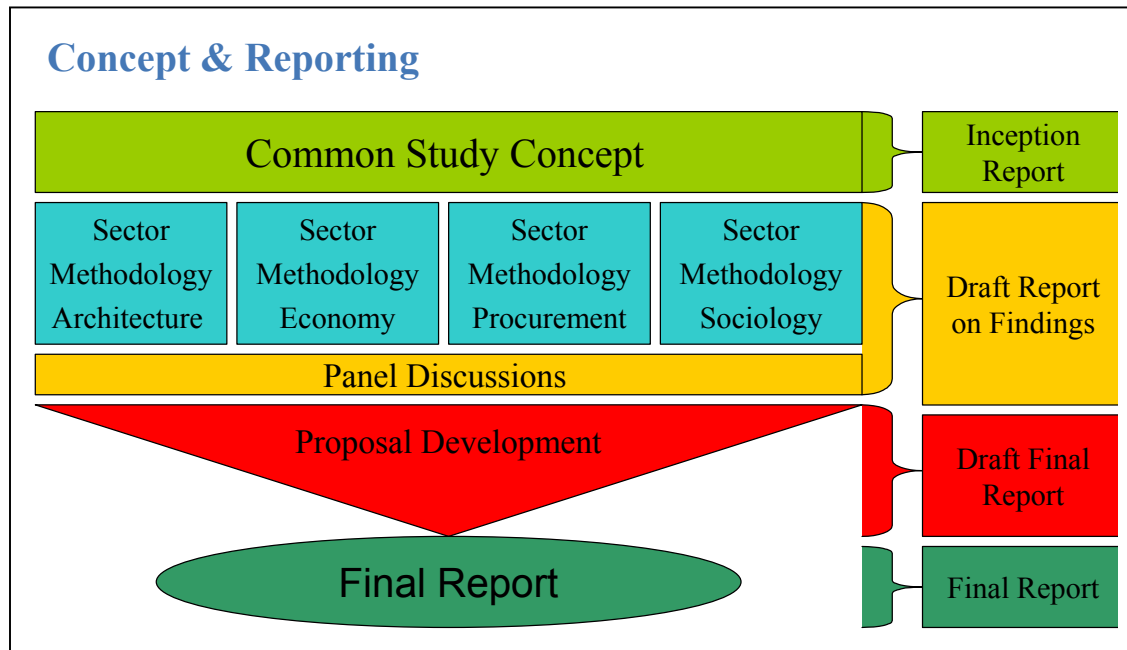 Concept & Reporting
Common Study Concept
Inception
Report
Sector
Methodology
Architecture
Sector
Methodology
Economy
Sector
Methodology
Procurement
Sector
Methodology
Sociology
Draft Report
on Findings
Panel Discussions
Proposal Development
Draft Final
Report
Final Report
Final Report